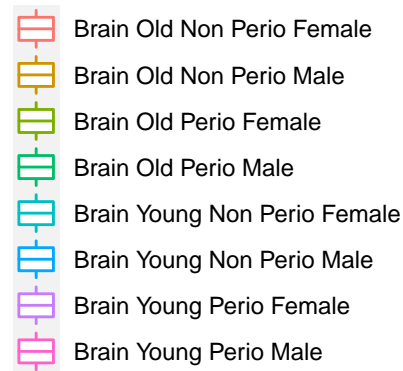 Brain Old Non Perio Female
Brain Old Non Perio Male
Brain Old Perio Female
Brain Old Perio Male
Brain Young Non Perio Female
Brain Young Non Perio Male
Brain Young Perio Female
Brain Young Perio Male